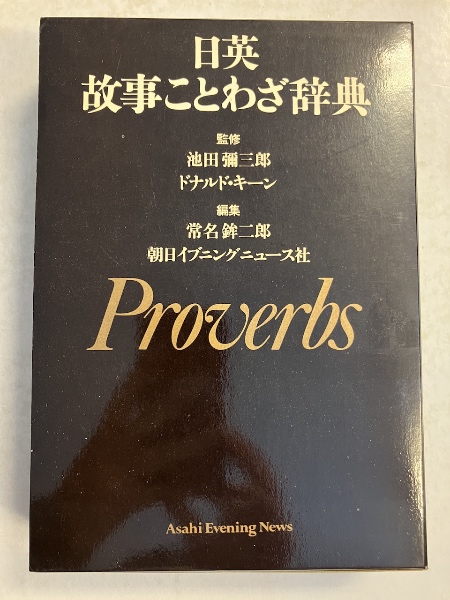 日英
故事ことわざ辞典
監修
池田彌三郎
ドナルド・キーン
編集
常名鉾二郎
朝日イブニングニュース社
Proverbs
Asahi Evening News